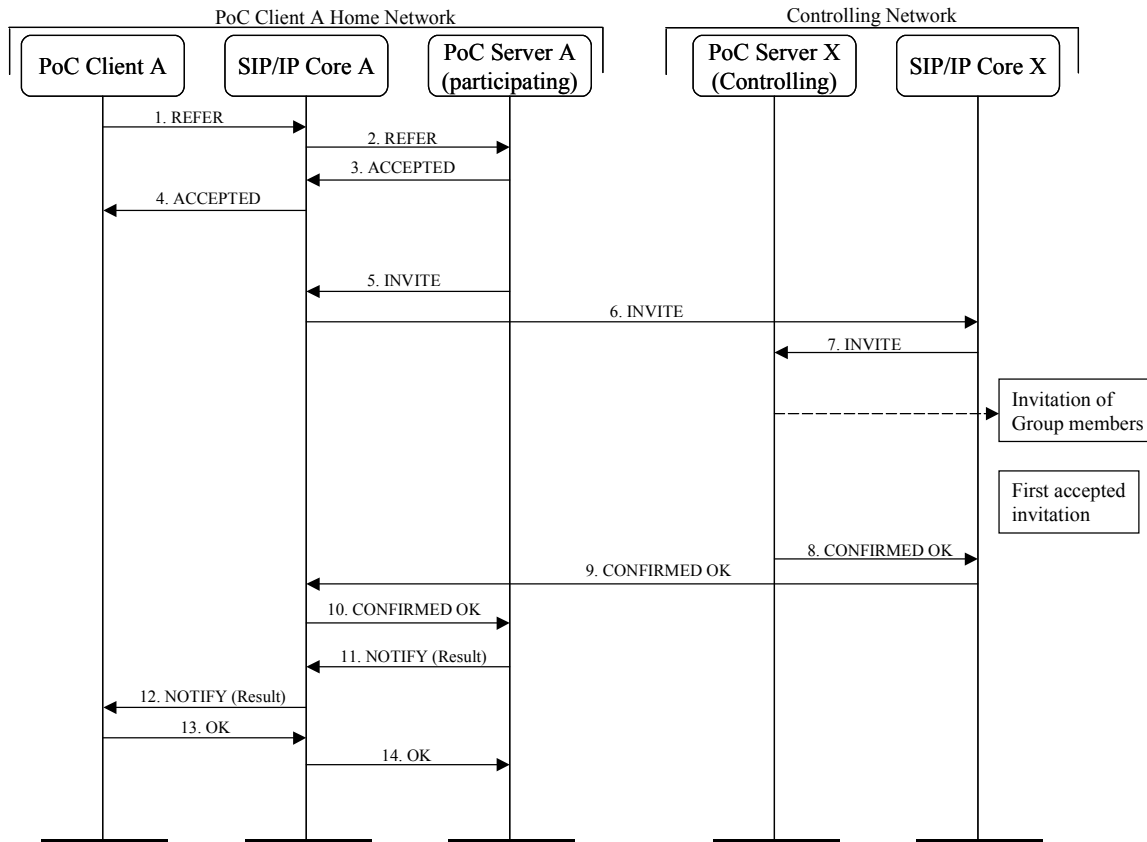 PoC Client A Home Network
Controlling Network
PoC Client A
SIP/IP Core A
PoC Server A
(participating)
PoC Server X
(Controlling)
SIP/IP Core X
1. REFER
2. REFER
3. ACCEPTED
4. ACCEPTED
5. INVITE
6. INVITE
7. INVITE
Invitation of
Group members
First accepted
invitation
8. CONFIRMED OK
9. CONFIRMED OK
10. CONFIRMED OK
11. NOTIFY (Result)
12. NOTIFY (Result)
13. OK
14. OK